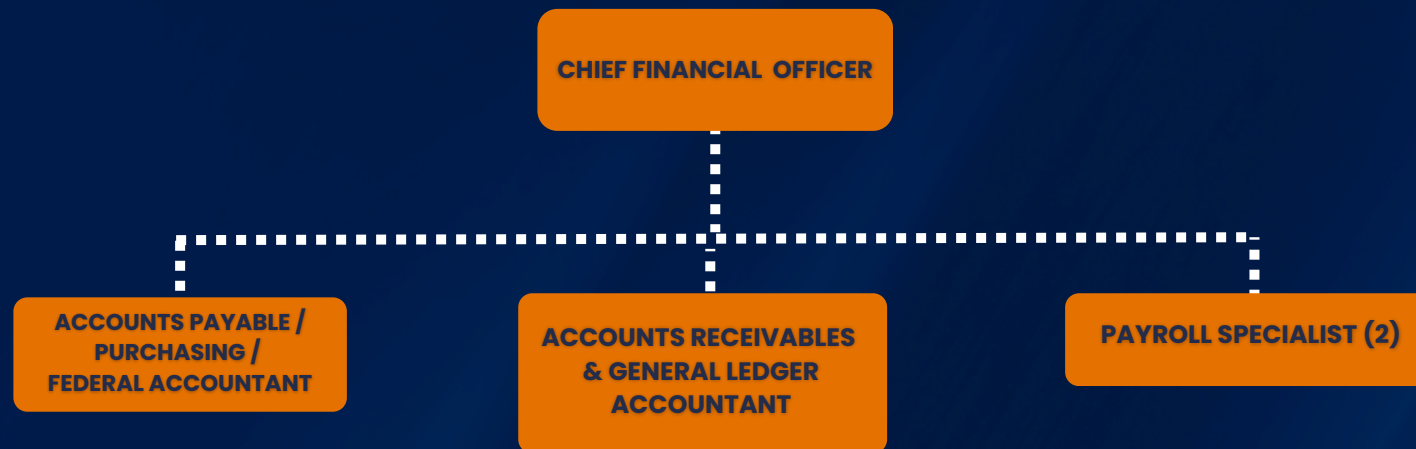 CHIEF FINANCIAL OFFICER
ACCOUNTS PAYABLE /
PURCHASING /
FEDERAL ACCOUNTANT
ACCOUNTS RECEIVABLES
& GENERAL LEDGER
ACCOUNTANT
PAYROLL SPECIALIST (2)